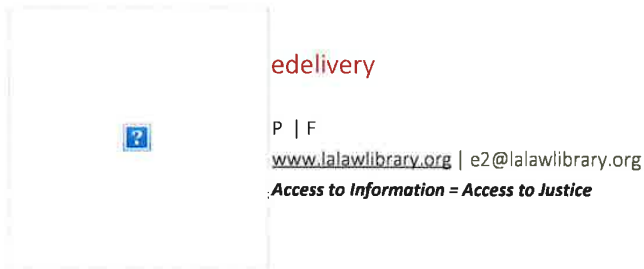 edelivery
P | F
www.lalawlibrary.org | e2@lalawlibrary.org
Access to Information = Access to Justice